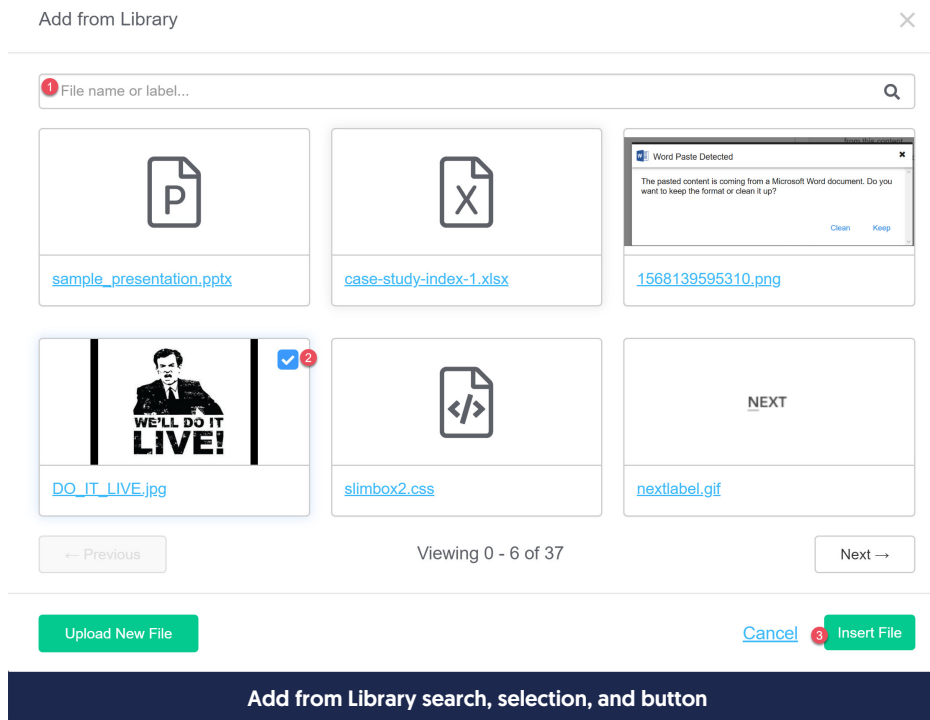 Add from Library
×
1 File name or label...
P
X
from this content
W Word Paste Detected ×
The pasted content is coming from a Microsoft Word document. Do you
want to keep the format or clean it up?
Clean Keep
sample_presentation.pptx
case-study-index-1.xlsx
1568139595310.png
2
WE'LL DO IT
LIVE!
</>
NEXT
DO_IT_LIVE.jpg
slimbox2.css
nextlabel.gif
← Previous
Viewing 0 - 6 of 37
Next →
Upload New File
Cancel
3 Insert File
Add from Library search, selection, and button